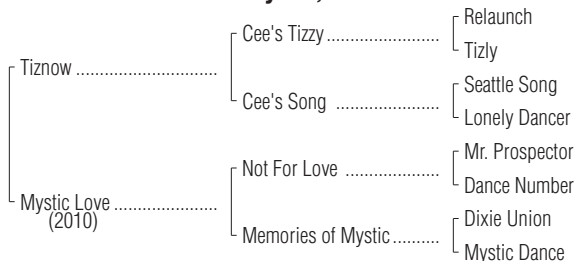 Relaunch
Cee's Tizzy
Tizly
Tiznow
Seattle Song
Cee's Song
Lonely Dancer
Mr. Prospector
Not For Love
Dance Number
Mystic Love
(2010)
Dixie Union
Memories of Mystic
Mystic Dance